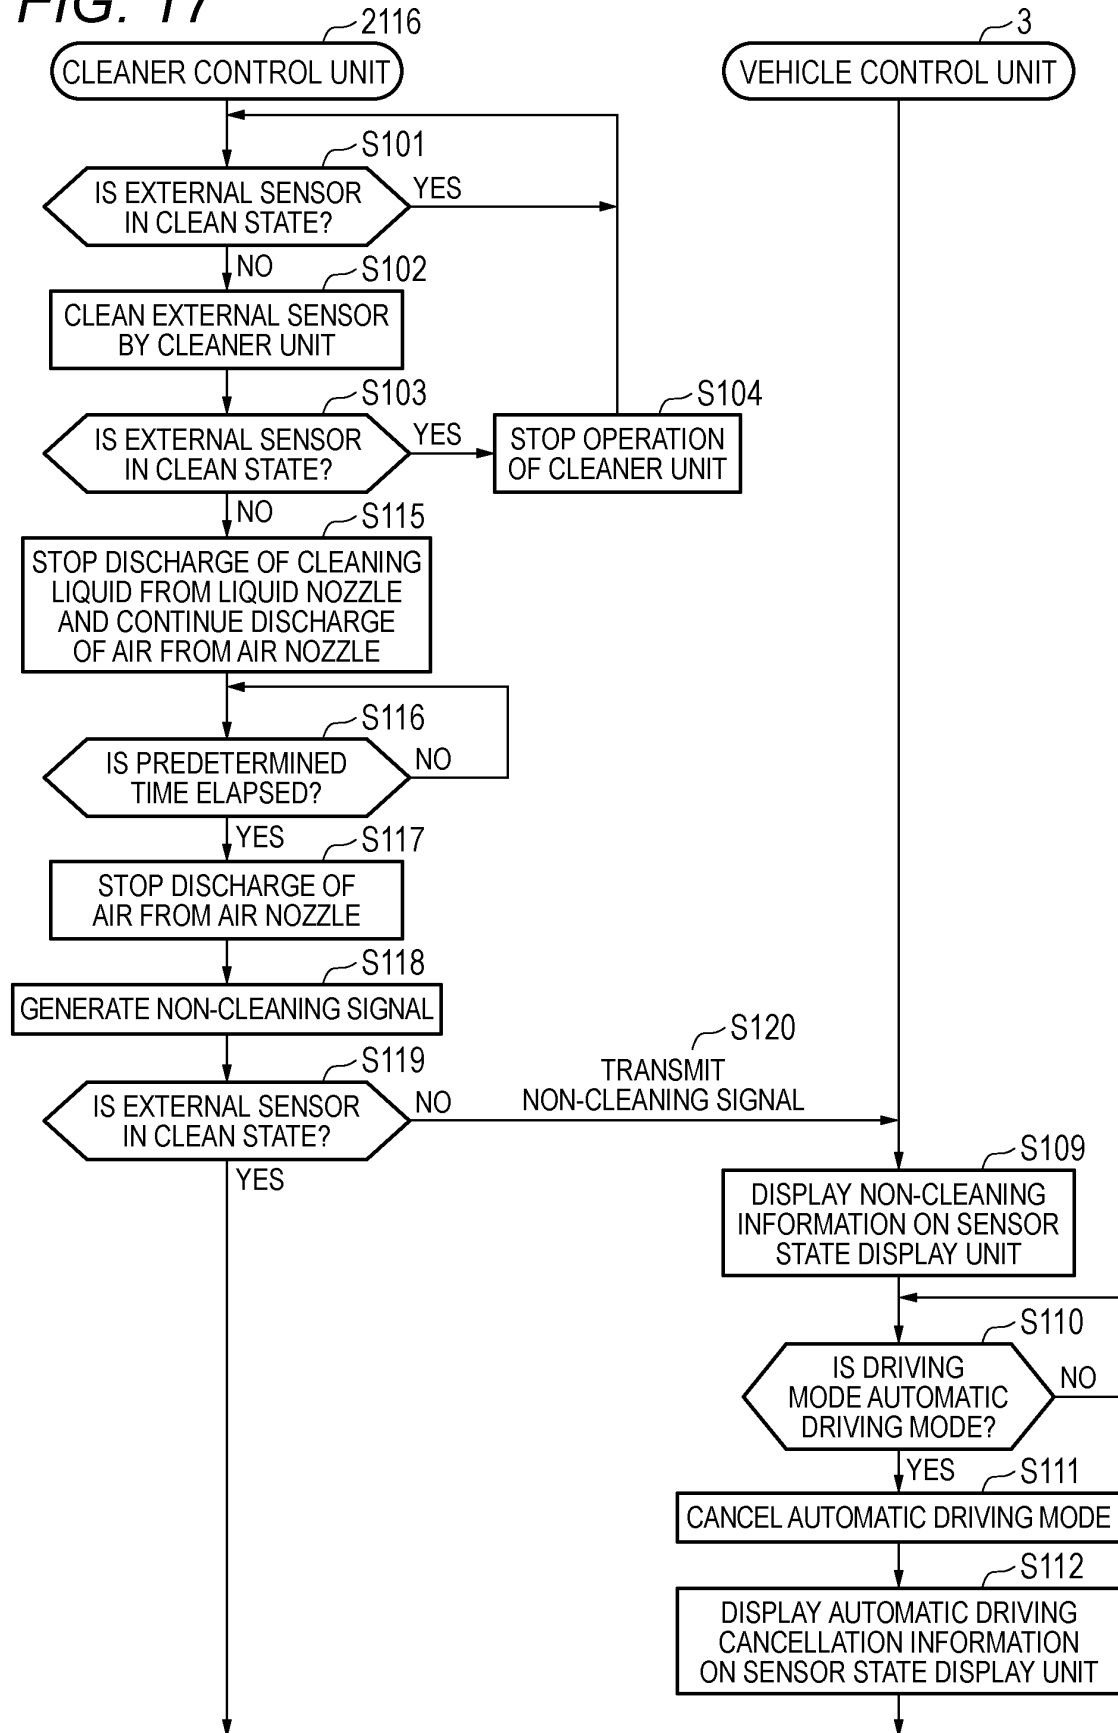 FIG. 17
2116
CLEANER CONTROL UNIT
3
VEHICLE CONTROL UNIT
S101
IS EXTERNAL SENSOR
IN CLEAN STATE?
YES
NO
S102
CLEAN EXTERNAL SENSOR
BY CLEANER UNIT
S103
IS EXTERNAL SENSOR
IN CLEAN STATE?
YES
S104
STOP OPERATION
OF CLEANER UNIT
NO
S115
STOP DISCHARGE OF CLEANING
LIQUID FROM LIQUID NOZZLE
AND CONTINUE DISCHARGE
OF AIR FROM AIR NOZZLE
S116
IS PREDETERMINED
TIME ELAPSED?
NO
YES
S117
STOP DISCHARGE OF
AIR FROM AIR NOZZLE
S118
GENERATE NON-CLEANING SIGNAL
S119
IS EXTERNAL SENSOR
IN CLEAN STATE?
NO
S120
TRANSMIT
NON-CLEANING SIGNAL
YES
S109
DISPLAY NON-CLEANING
INFORMATION ON SENSOR
STATE DISPLAY UNIT
S110
IS DRIVING
MODE AUTOMATIC
DRIVING MODE?
NO
YES
S111
CANCEL AUTOMATIC DRIVING MODE
S112
DISPLAY AUTOMATIC DRIVING
CANCELLATION INFORMATION
ON SENSOR STATE DISPLAY UNIT